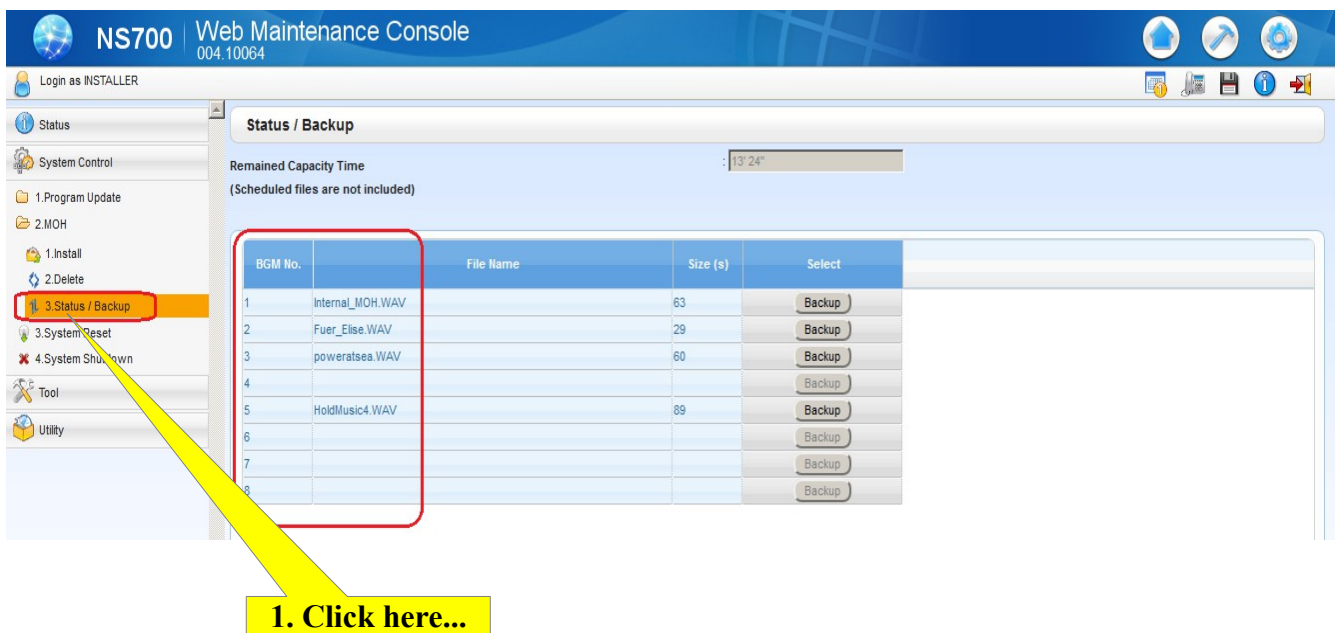 NS700 Web Maintenance Console
004.10064
Login as INSTALLER
Status
System Control
1.Program Update
2.MOH
1.Install
2.Delete
3.Status / Backup
3.System Reset
4.System Shutdown
Tool
Utility
Status / Backup
Remained Capacity Time : 13' 24"
(Scheduled files are not included)
BGM No. File Name Size (s) Select
1 Internal_MOH.WAV 63 Backup
2 Fuer_Elise.WAV 29 Backup
3 poweratsea.WAV 60 Backup
4 Backup
5 HoldMusic4.WAV 89 Backup
6 Backup
7 Backup
8 Backup
1. Click here...